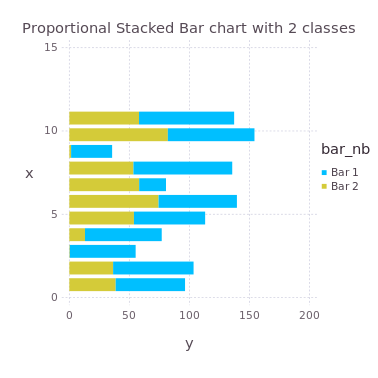 Proportional Stacked Bar chart with 2 classes
15
10
x
5
0
bar_nb
Bar 1
Bar 2
0 50 100 150 200
y